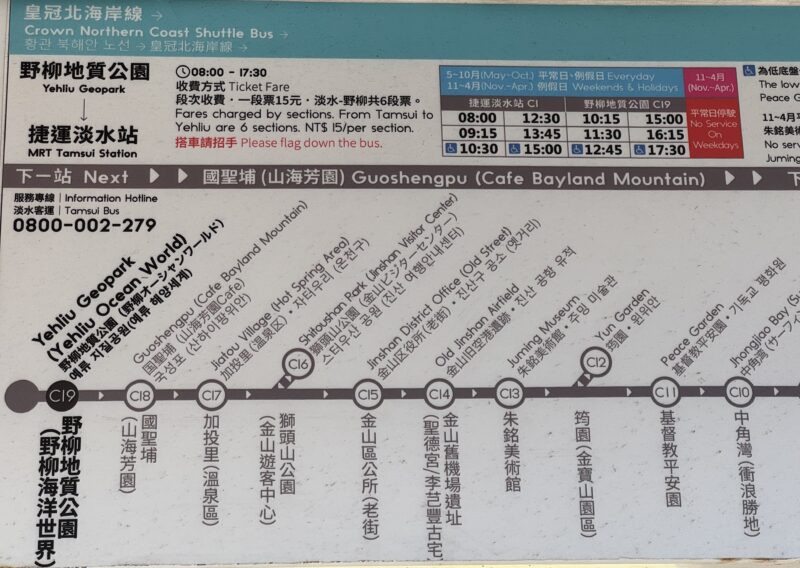 皇冠北海岸線 →
Crown Northern Coast Shuttle Bus →
황관 북해안 노선 → 皇冠北海岸線 →
野柳地質公園
Yehliu Geopark
↓
捷運淡水站
MRT Tamsui Station
08:00 - 17:30
收費方式 Ticket Fare
段次收費・一段票15元・淡水-野柳共6段票。
Fares charged by sections. From Tamsui to
Yehliu are 6 sections. NT$ 15/per section.
搭車請招手 Please flag down the bus.
5~10月(May~Oct.) 平常日、例假日 Everyday
11~4月(Nov.~Apr.) 例假日 Weekends & Holidays
捷運淡水站 C1 野柳地質公園 C19
08:00 12:30 10:15 15:00
09:15 13:45 11:30 16:15
10:30 15:00 12:45 17:30
11~4月
(Nov.~Apr.)
平常日停駛
No Service
On
Weekdays
為低底盤
The low
Peace G
11~4月平
朱銘美術
No serv
Juming
下一站 Next 國聖埔 (山海芳園) Guoshengpu (Cafe Bayland Mountain) 下
服務專線 | Information Hotline
淡水客運 | Tamsui Bus
0800-002-279
Yehliu Geopark
(Yehliu Ocean World)
野柳地質公園 (野柳オーシャンワールド)
예류 지질공원(예류 해양세계)
Guoshengpu (Cafe Bayland Mountain)
国聖埔 (山海芳園Cafe)
국성포 (산하이팡위안)
Jiatou Village (Hot Spring Area)
加投里 (溫泉区)・자타우리 (온천구)
Shitoushan Park (Jinshan Visitor Center)
獅頭山公園 (金山ビジターセンター)
스타우산 공원 (진산 여행안내센터)
Jinshan District Office (Old Street)
金山区役所(老街)・진산구 공소 (옛거리)
Old Jinshan Airfield
金山旧空港遺跡・진산 공항 유적
Juming Museum
朱銘美術館・주밍 미술관
Yun Garden
筠園・윈위안
Peace Garden
基督教平安園・기독교 평화원
Jhongjiao Bay (Su
中角灣 (サーフィ
C19
C18
C17
C16
C15
C14
C13
C12
C11
C10
野柳地質公園
(野柳海洋世界)
國聖埔
(山海芳園)
加投里(溫泉區)
獅頭山公園
(金山遊客中心)
金山區公所(老街)
金山舊機場遺址
(聖德宮/李芑豐古宅)
朱銘美術館
筠園(金寶山園區)
基督教平安園
中角灣(衝浪勝地)